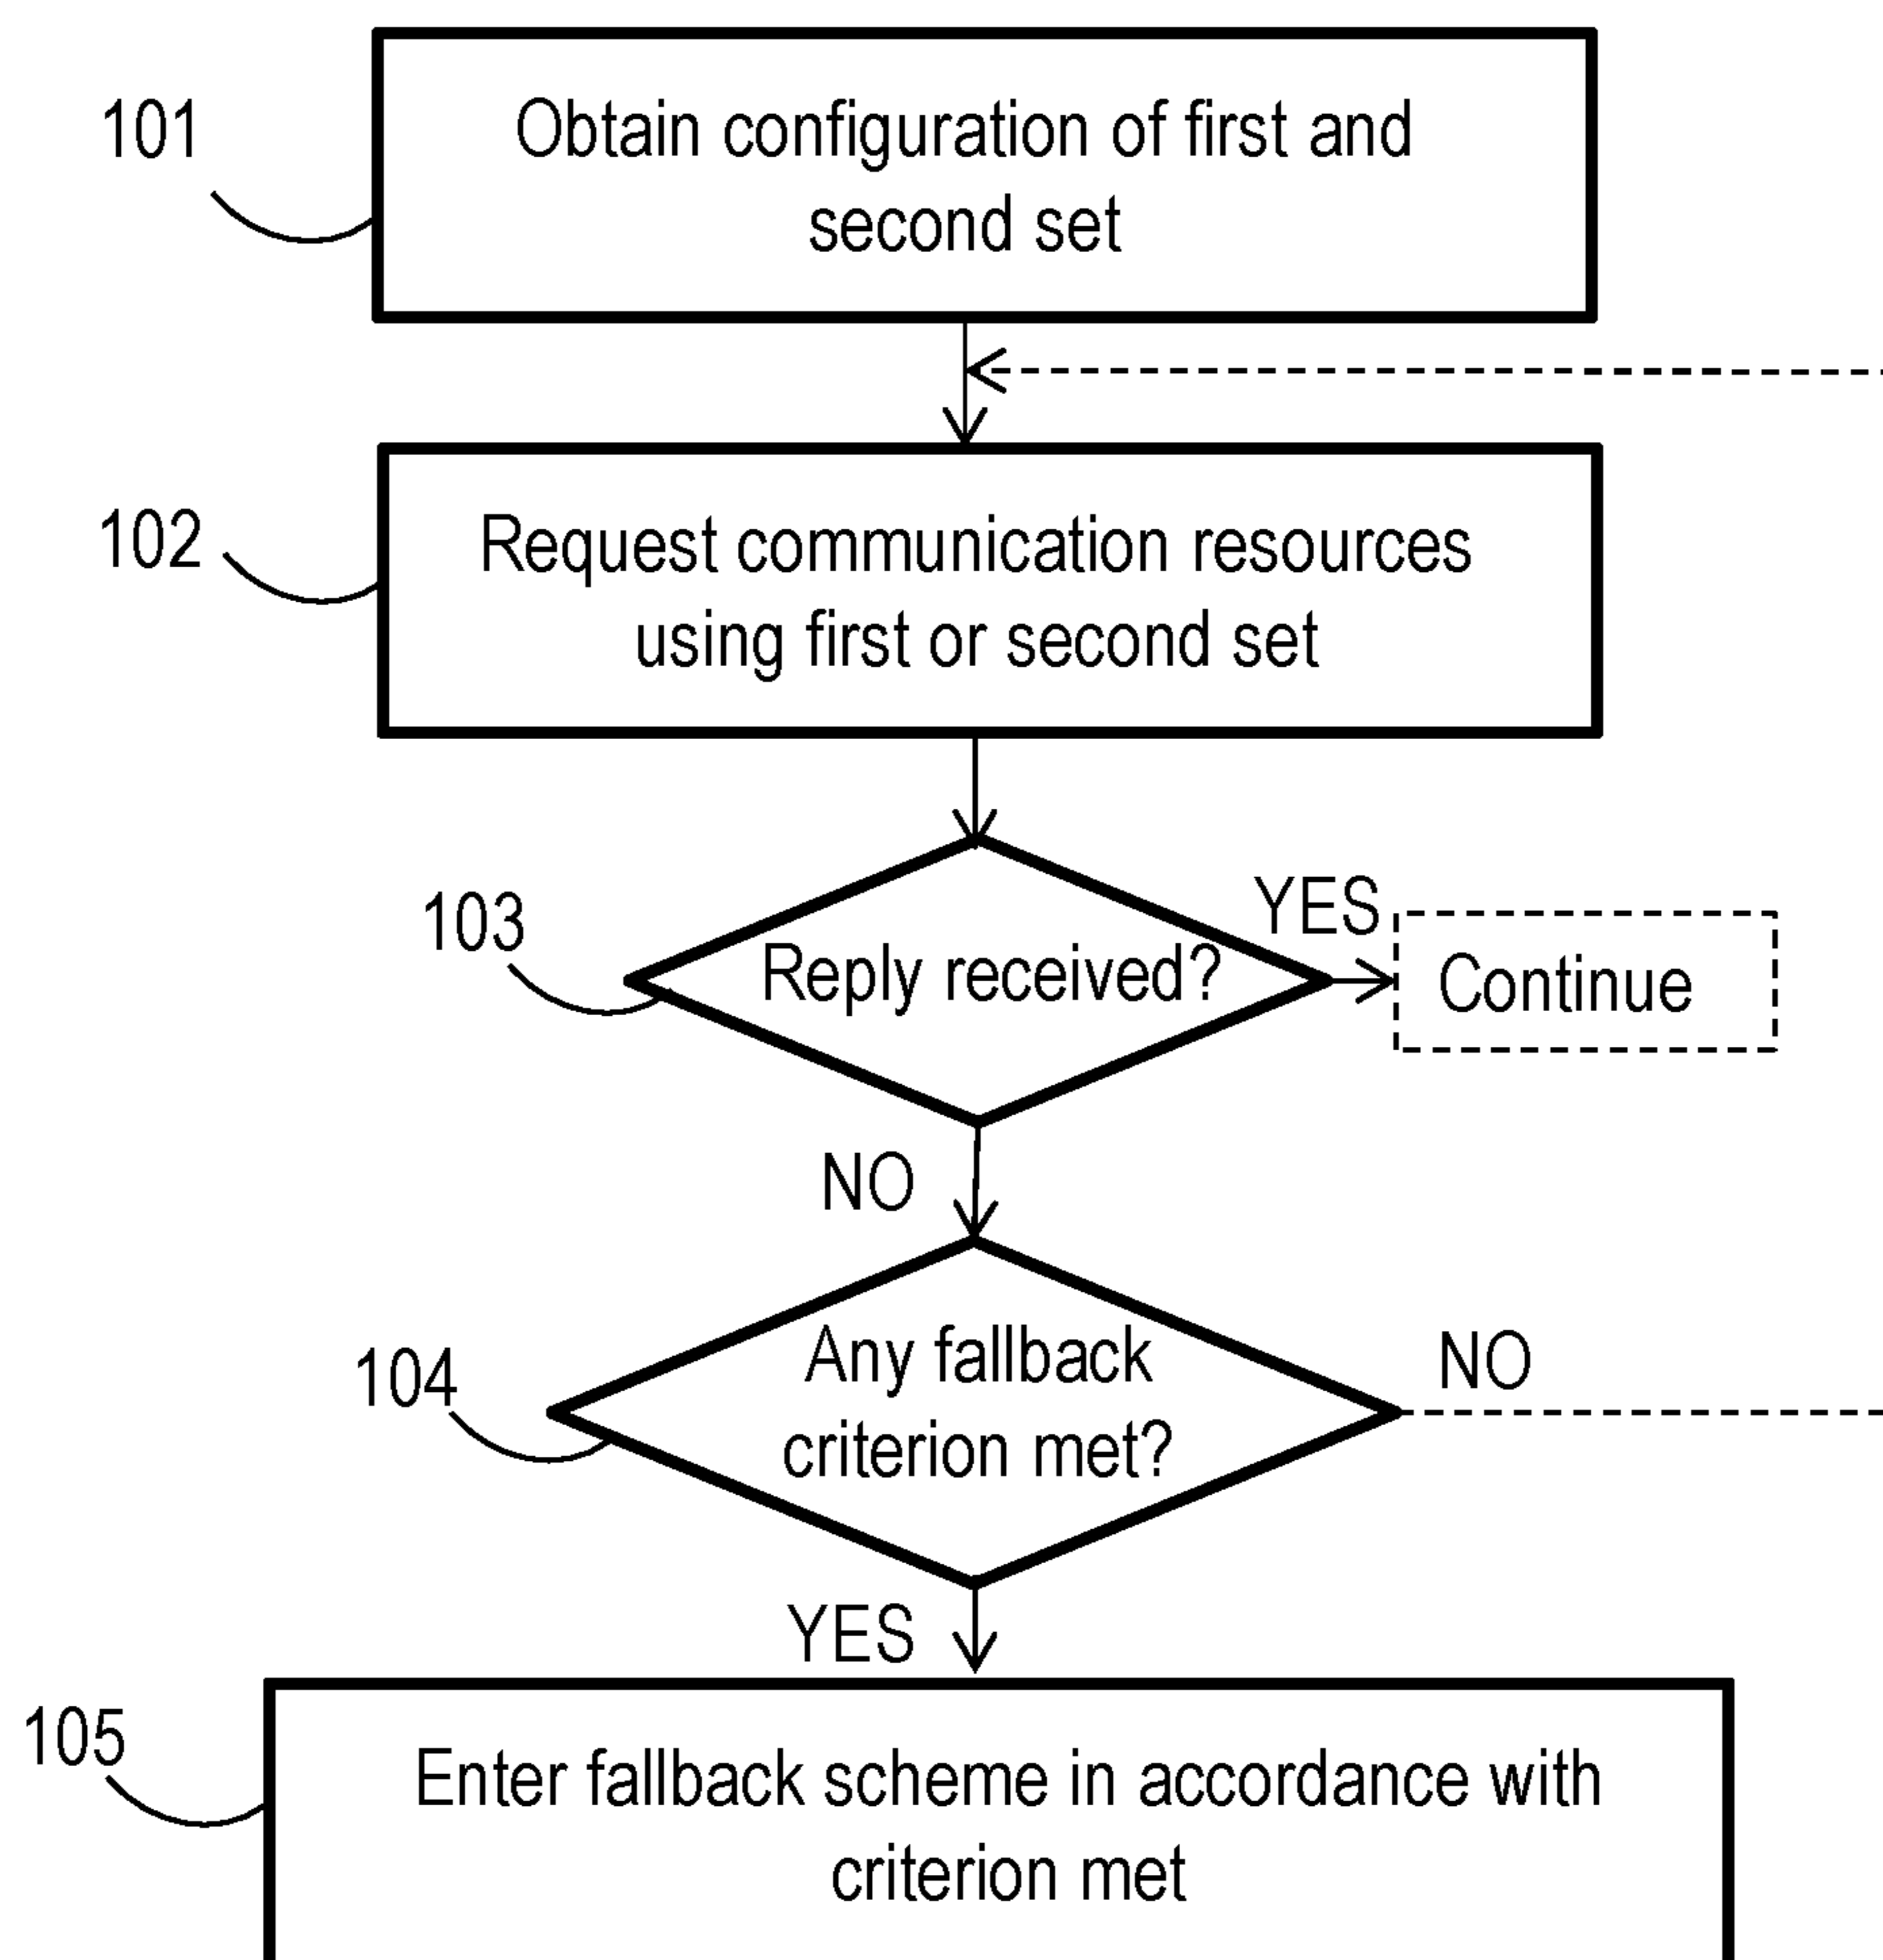 101
Obtain configuration of first and
second set
102
Request communication resources
using first or second set
103
Reply received?
YES
Continue
NO
104
Any fallback
criterion met?
NO
YES
105
Enter fallback scheme in accordance with
criterion met